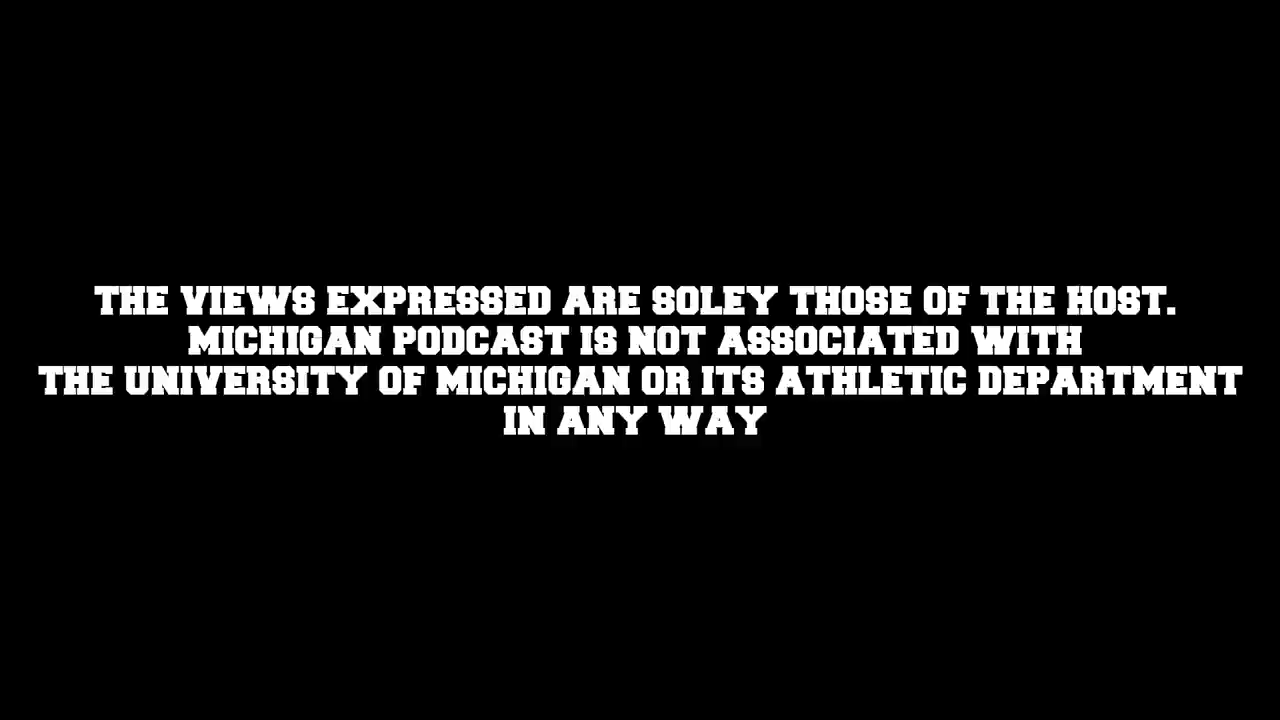 THE VIEWS EXPRESSED ARE SOLEY THOSE OF THE HOST.
MICHIGAN PODCAST IS NOT ASSOCIATED WITH
THE UNIVERSITY OF MICHIGAN OR ITS ATHLETIC DEPARTMENT
IN ANY WAY